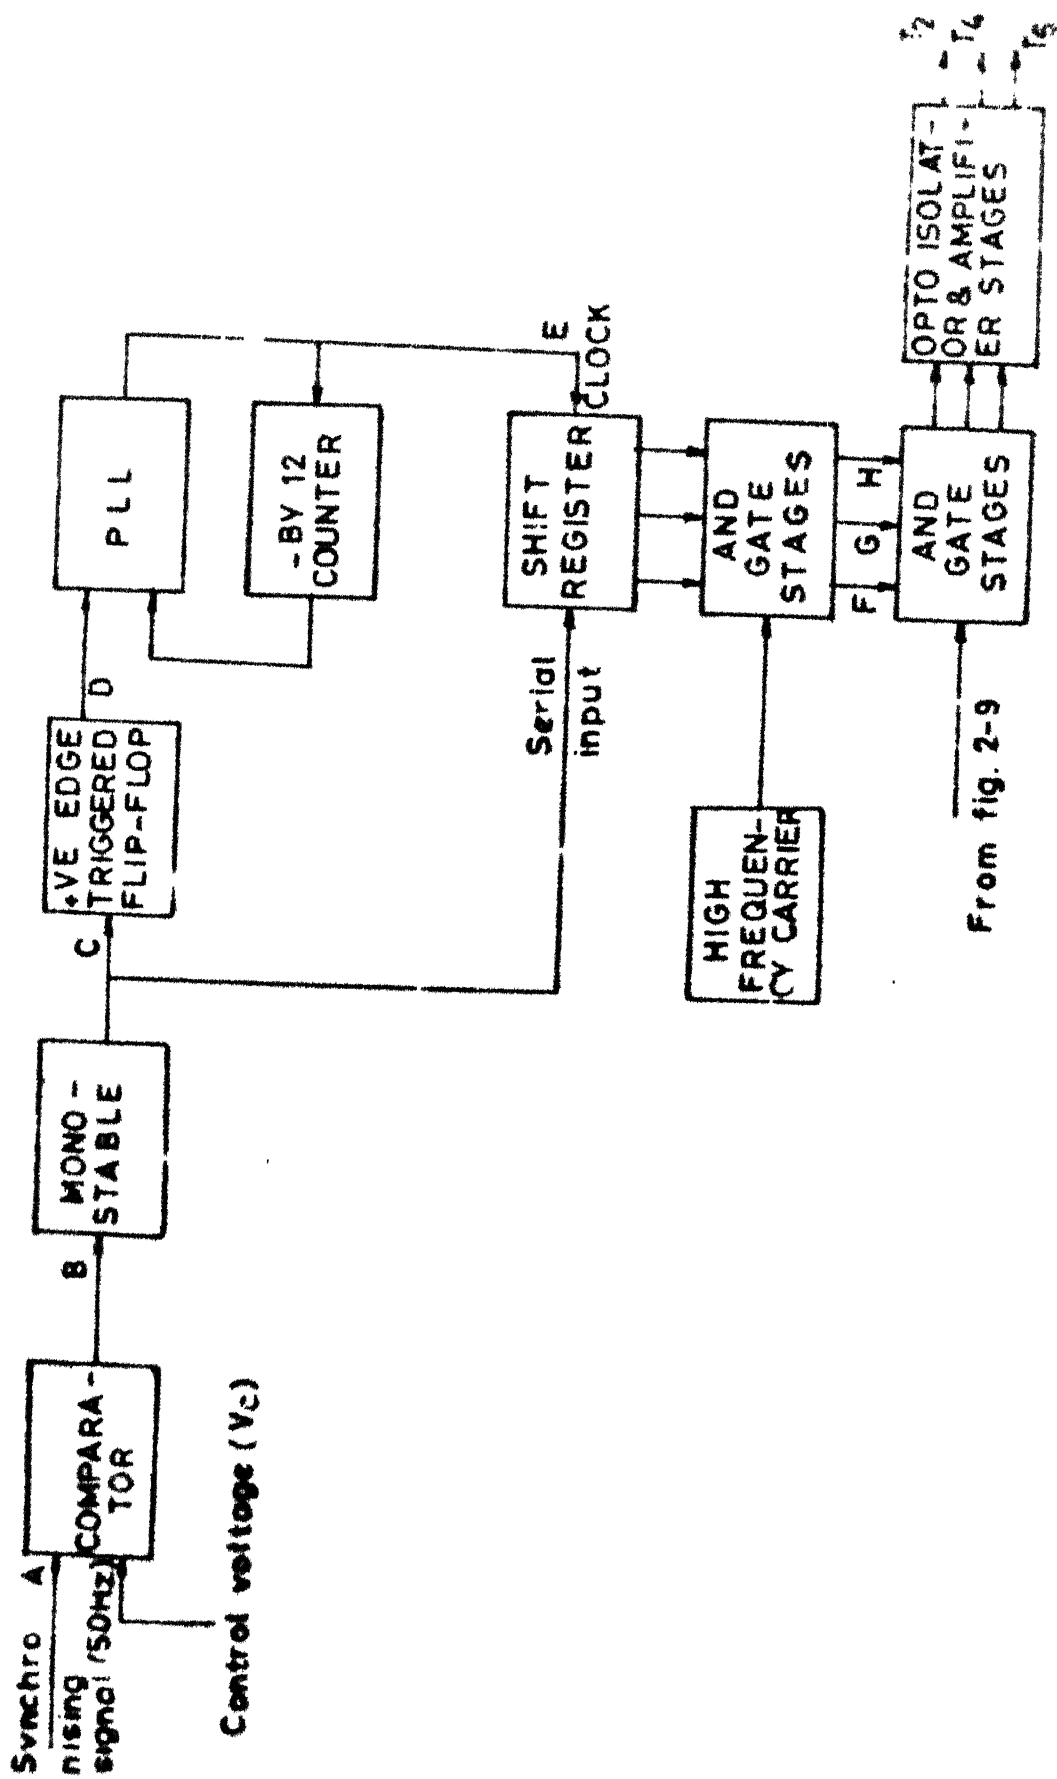 Synchro
nising
signal (50Hz)
A
COMPARA-
TOR
Control voltage (Vc)
B
MONO-
STABLE
C
+VE EDGE
TRIGGERED
FLIP-FLOP
D
PLL
-BY 12
COUNTER
E
CLOCK
Serial
input
SHIFT
REGISTER
HIGH
FREQUEN-
CY CARRIER
AND
GATE
STAGES
F
G
H
From fig. 2-9
AND
GATE
STAGES
OPTO ISOLAT-
OR & AMPLIFI-
ER STAGES
T2
T4